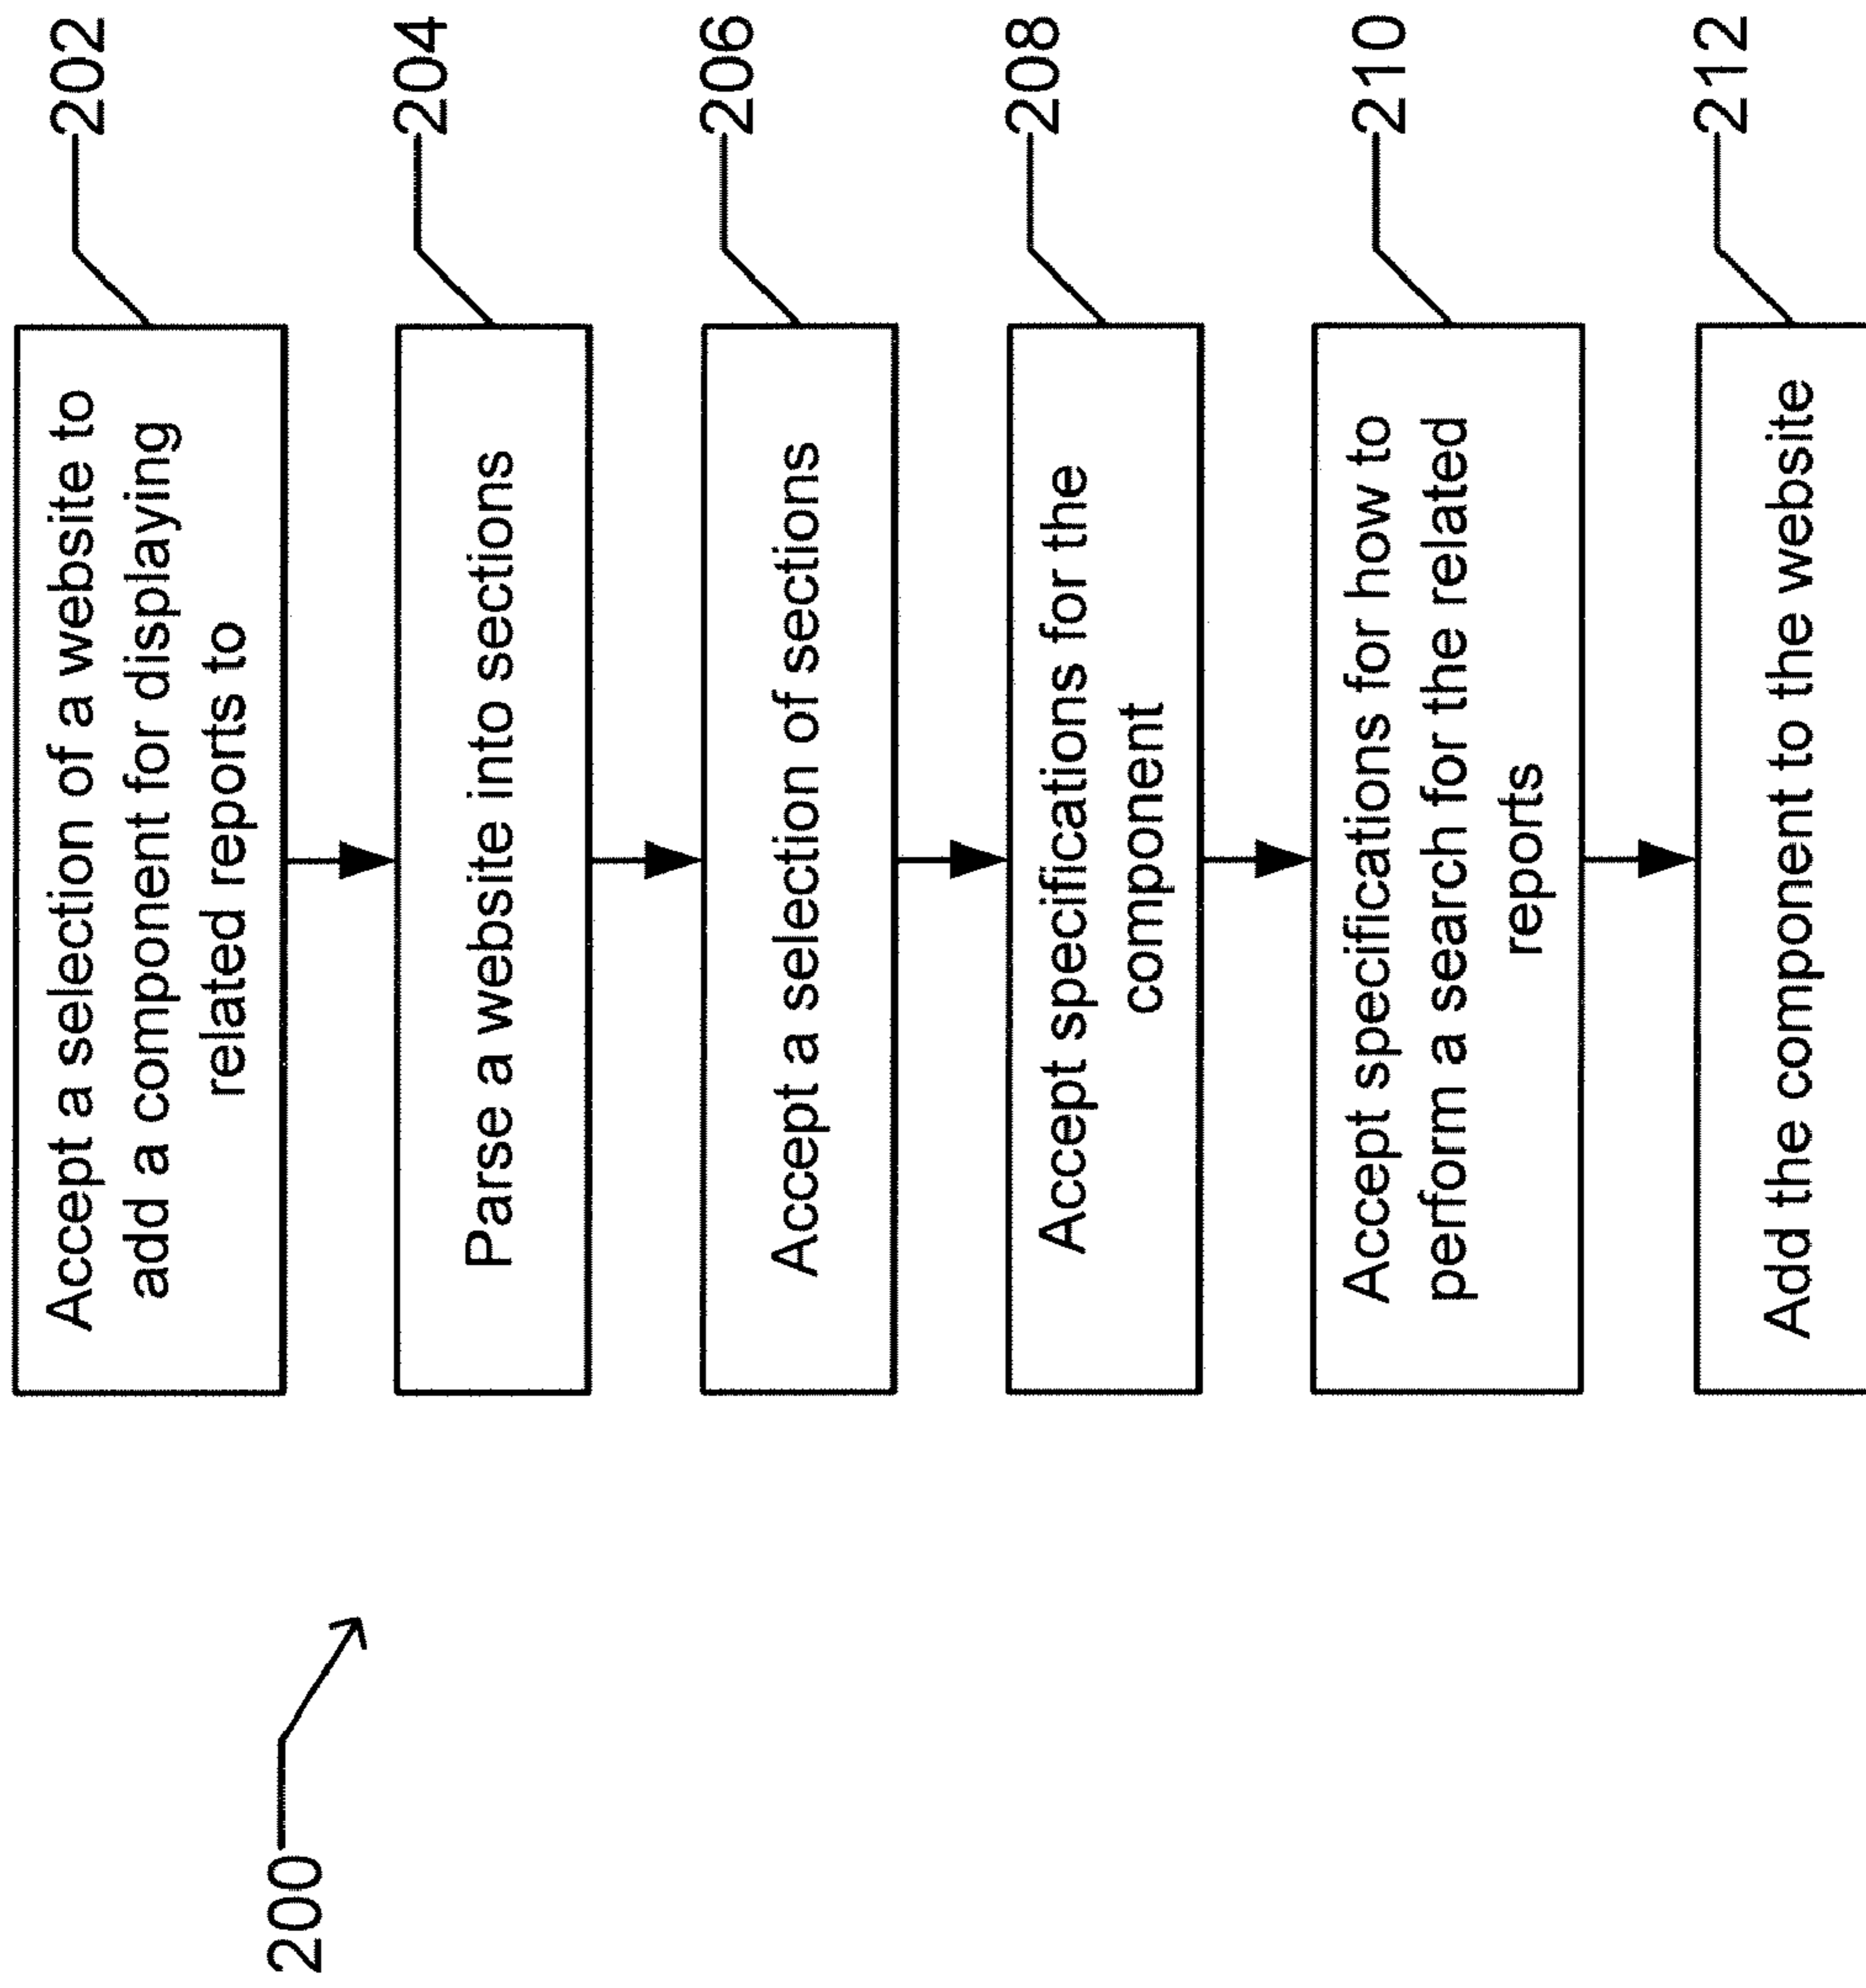 200
Accept a selection of a website to
add a component for displaying
related reports to
202
Parse a website into sections
204
Accept a selection of sections
206
Accept specifications for the
component
208
Accept specifications for how to
perform a search for the related
reports
210
Add the component to the website
212